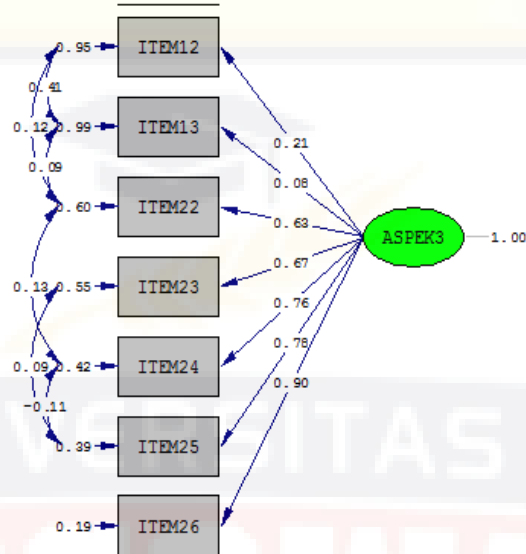 0.95 ITEM12
0.41
0.21
0.12 0.99 ITEM13
0.09
0.08
0.60 ITEM22
0.63
ASPEK3 1.00
0.67
0.13 0.55 ITEM23
0.76
0.78
0.09 0.42 ITEM24
0.90
-0.11
0.39 ITEM25
VERSITAS
0.19 ITEM26